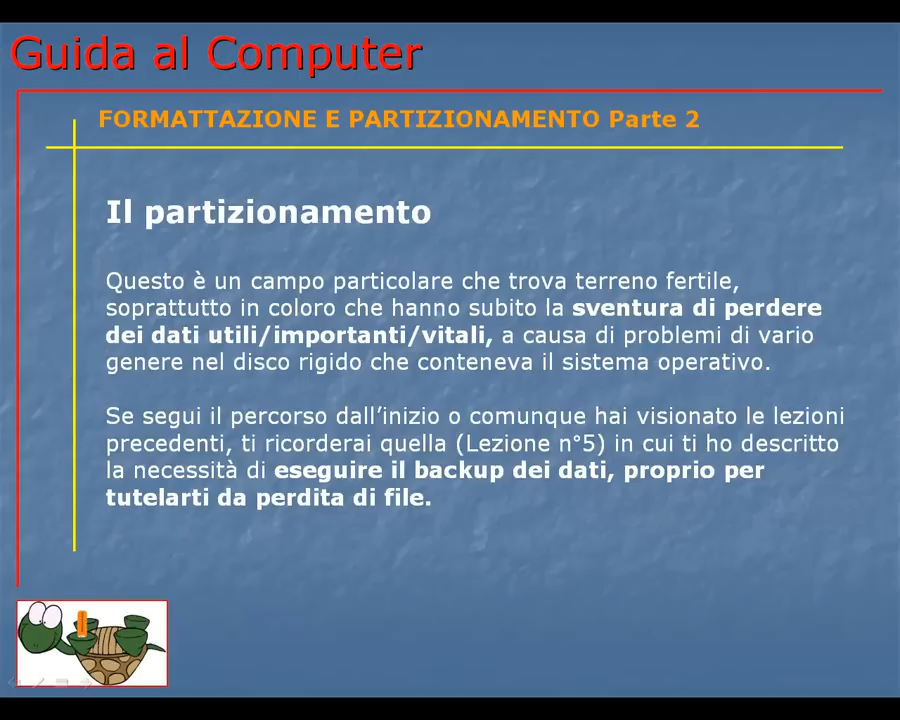 Guida al Computer
FORMATTAZIONE E PARTIZIONAMENTO Parte 2
Il partizionamento
Questo è un campo particolare che trova terreno fertile,
soprattutto in coloro che hanno subito la sventura di perdere
dei dati utili/importanti/vitali, a causa di problemi di vario
genere nel disco rigido che conteneva il sistema operativo.
Se segui il percorso dall’inizio o comunque hai visionato le lezioni
precedenti, ti ricorderai quella (Lezione n°5) in cui ti ho descritto
la necessità di eseguire il backup dei dati, proprio per
tutelarti da perdita di file.